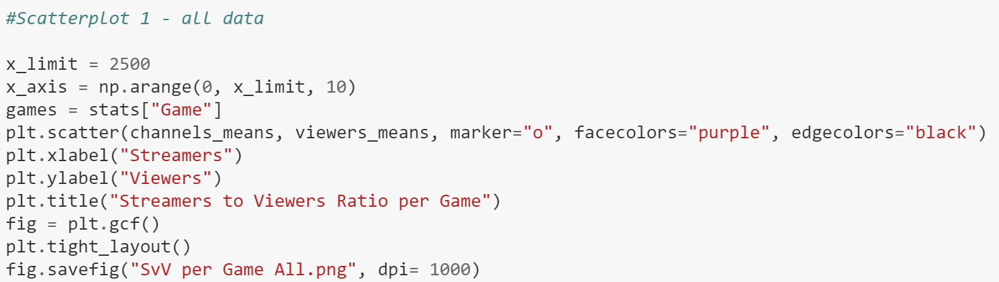 #Scatterplot 1 - all data
x_limit = 2500
x_axis = np.arange(0, x_limit, 10)
games = stats["Game"]
plt.scatter(channels_means, viewers_means, marker="o", facecolors="purple", edgecolors="black")
plt.xlabel("Streamers")
plt.ylabel("Viewers")
plt.title("Streamers to Viewers Ratio per Game")
fig = plt.gcf()
plt.tight_layout()
fig.savefig("SvV per Game All.png", dpi= 1000)